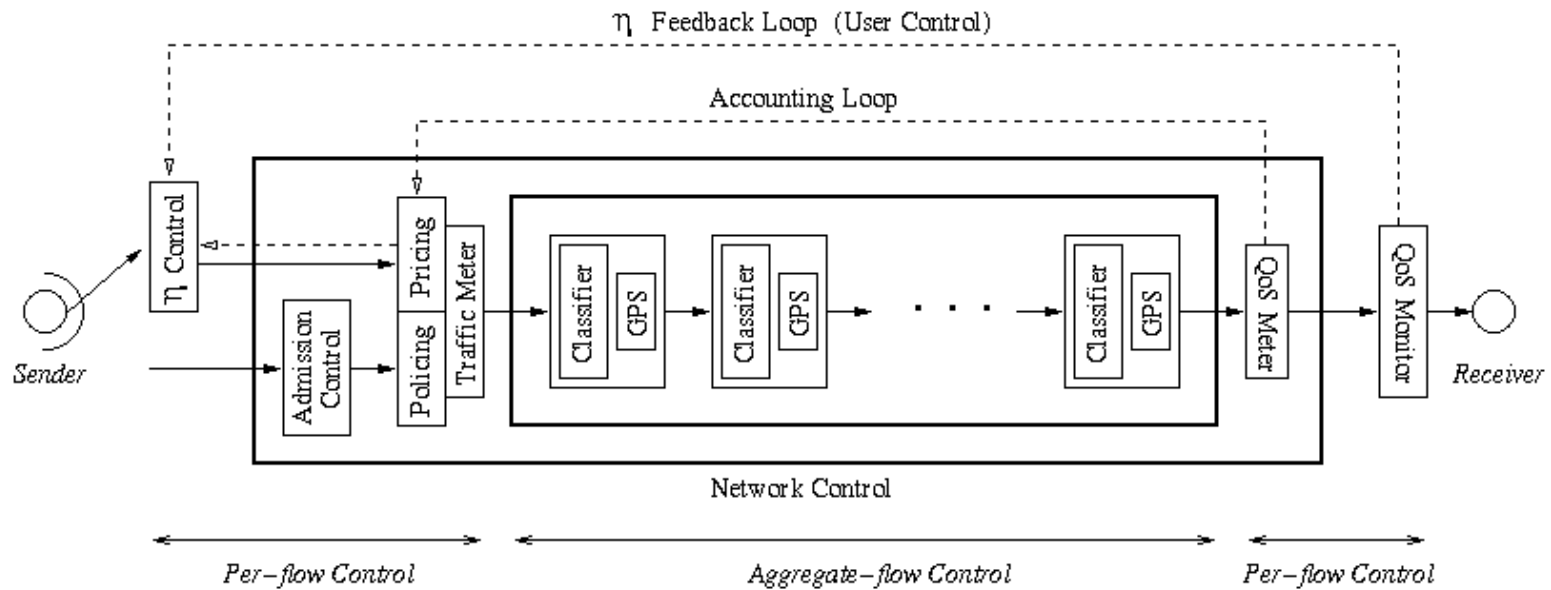 η Feedback Loop (User Control)
Accounting Loop
η Control
Pricing
Traffic Meter
Policing
Admission
Control
Classifier
GPS
Classifier
GPS
. . .
Classifier
GPS
QoS Meter
QoS Monitor
Sender
Receiver
Network Control
Per-flow Control
Aggregate-flow Control
Per-flow Control